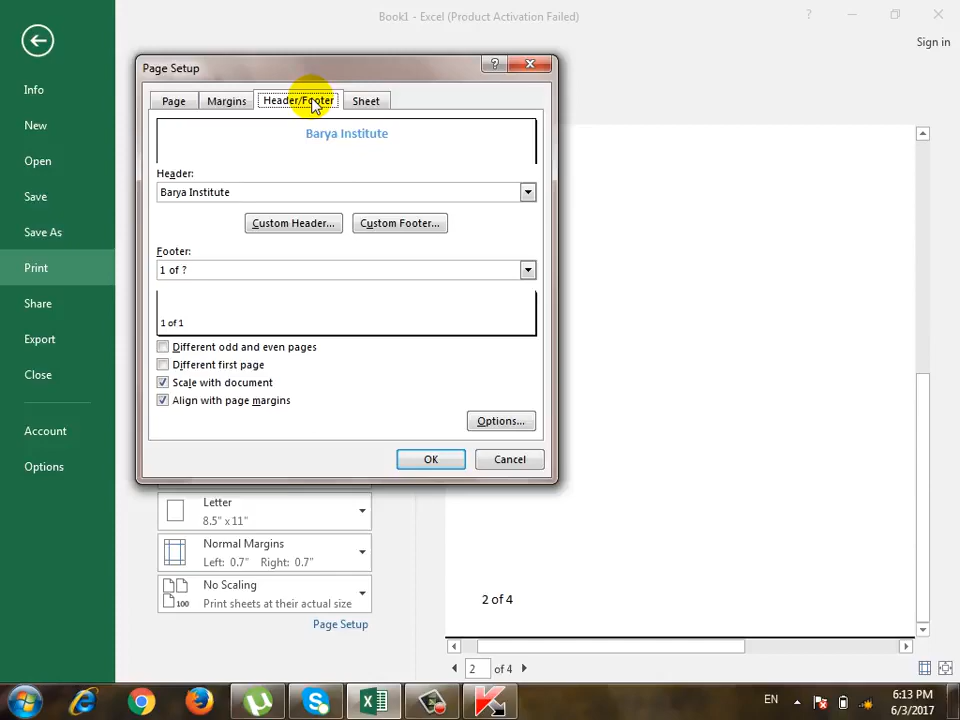 Book1 - Excel (Product Activation Failed)
Sign in
Info
New
Open
Save
Save As
Print
Share
Export
Close
Account
Options
Page Setup
Page
Margins
Header/Footer
Sheet
Barya Institute
Header:
Barya Institute
Custom Header...
Custom Footer...
Footer:
1 of ?
1 of 1
Different odd and even pages
Different first page
Scale with document
Align with page margins
Options...
OK
Cancel
Letter
8.5" x 11"
Normal Margins
Left: 0.7" Right: 0.7"
No Scaling
Print sheets at their actual size
100
Page Setup
2 of 4
2 of 4
EN
6:13 PM
6/3/2017